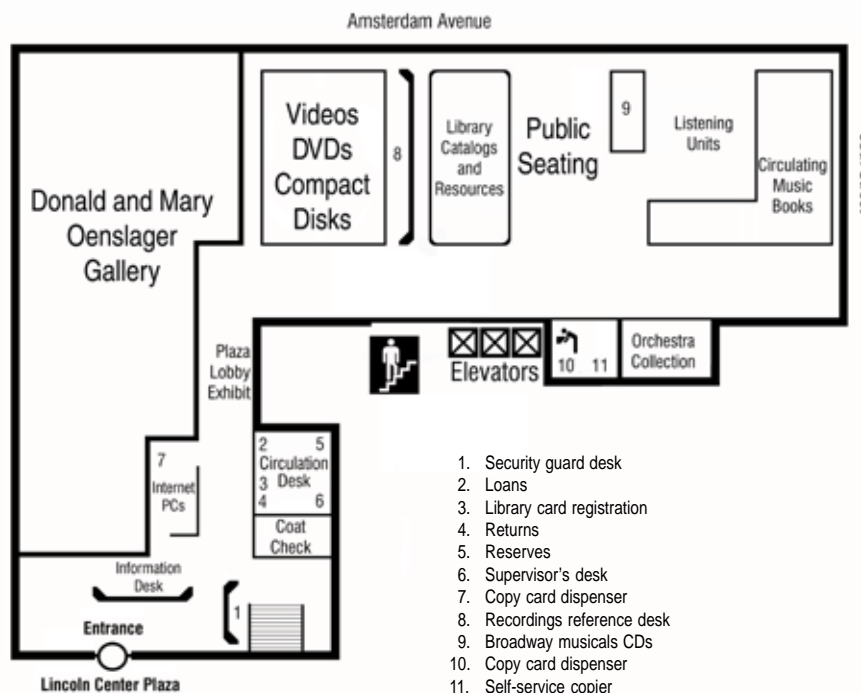 Amsterdam Avenue
Donald and Mary
Oenslager
Gallery
Videos
DVDs
Compact
Disks
8
Library
Catalogs
and
Resources
Public
Seating
9
Listening
Units
Circulating
Music
Books
Plaza
Lobby
Exhibit
Elevators
10 11
Orchestra
Collection
7
Internet
PCs
2 5
Circulation
3 Desk
4 6
Coat
Check
Information
Desk
1
Entrance
Lincoln Center Plaza
1. Security guard desk
2. Loans
3. Library card registration
4. Returns
5. Reserves
6. Supervisor's desk
7. Copy card dispenser
8. Recordings reference desk
9. Broadway musicals CDs
10. Copy card dispenser
11. Self-service copier